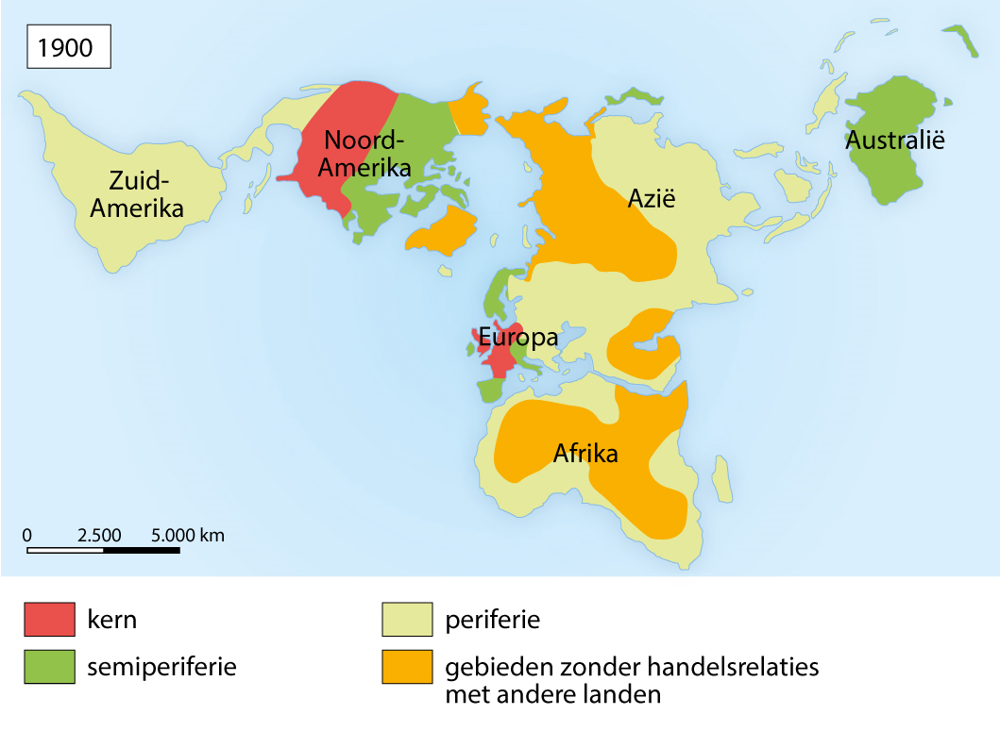 1900
Noord-
Amerika
Australië
Zuid-
Amerika
Azië
Europa
Afrika
0 2.500 5.000 km
kern
periferie
semiperiferie
gebieden zonder handelsrelaties
met andere landen